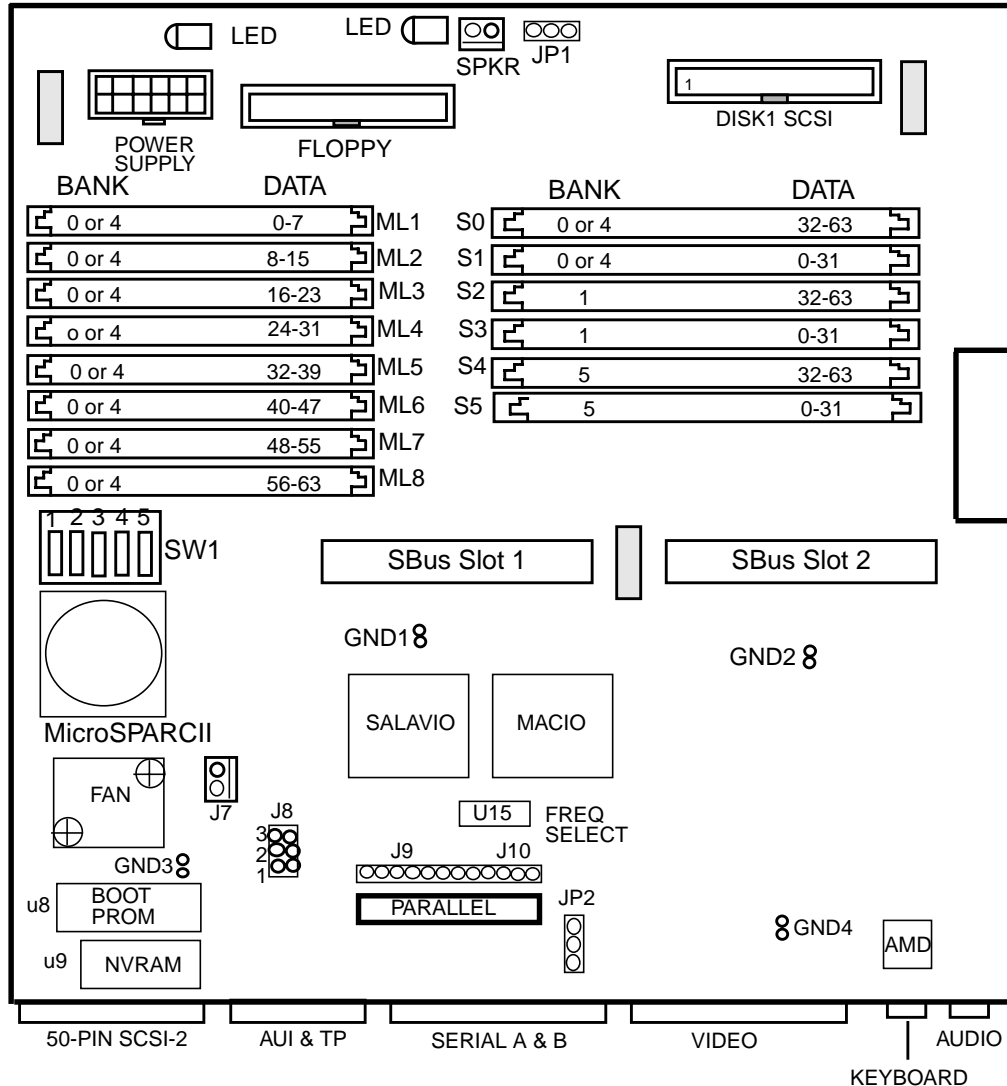 LED
LED
SPKR
JP1
1
DISK1 SCSI
POWER
SUPPLY
FLOPPY
BANK DATA
0 or 4 0-7 ML1
0 or 4 8-15 ML2
0 or 4 16-23 ML3
o or 4 24-31 ML4
0 or 4 32-39 ML5
0 or 4 40-47 ML6
0 or 4 48-55 ML7
0 or 4 56-63 ML8
BANK DATA
S0 0 or 4 32-63
S1 0 or 4 0-31
S2 1 32-63
S3 1 0-31
S4 5 32-63
S5 5 0-31
1 2 3 4 5
SW1
SBus Slot 1
SBus Slot 2
GND1
GND2
MicroSPARCII
SALAVIO
MACIO
FAN
J7
J8
3
2
1
U15
FREQ
SELECT
J9 J10
GND3
u8
BOOT
PROM
PARALLEL
JP2
GND4
AMD
u9
NVRAM
50-PIN SCSI-2
AUI & TP
SERIAL A & B
VIDEO
AUDIO
KEYBOARD